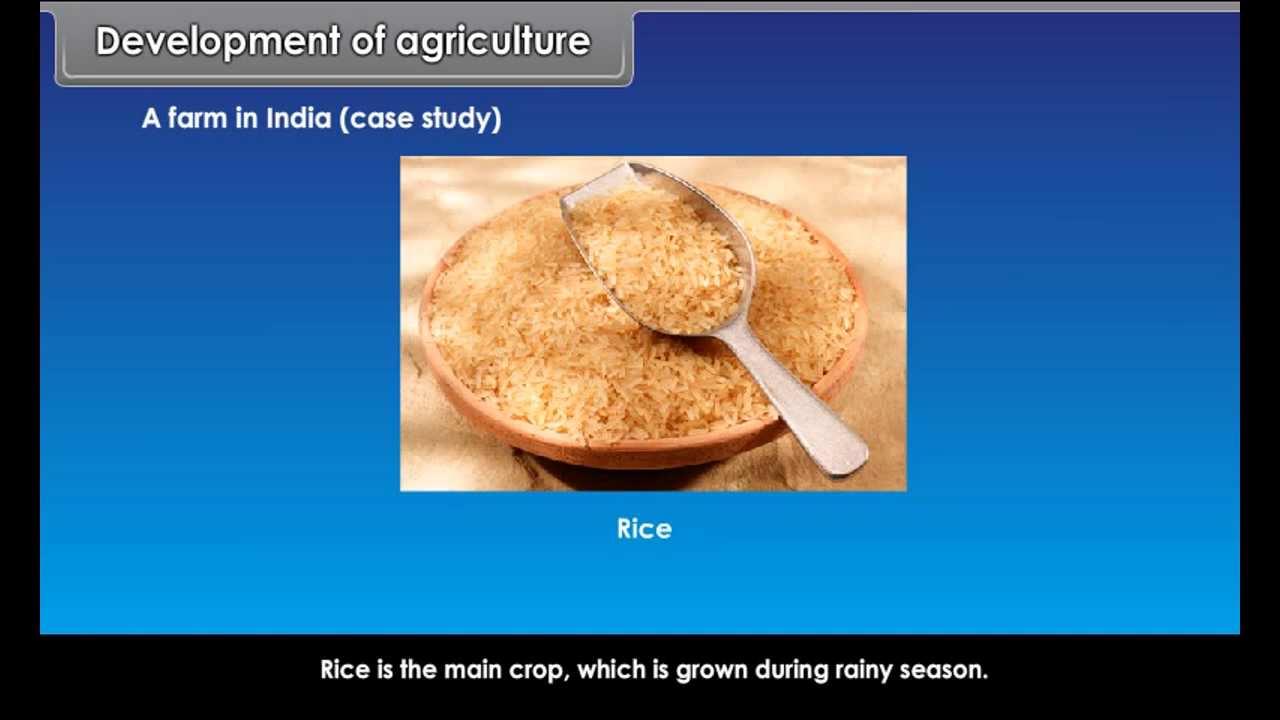 Development of agriculture
A farm in India (case study)
Rice
Rice is the main crop, which is grown during rainy season.